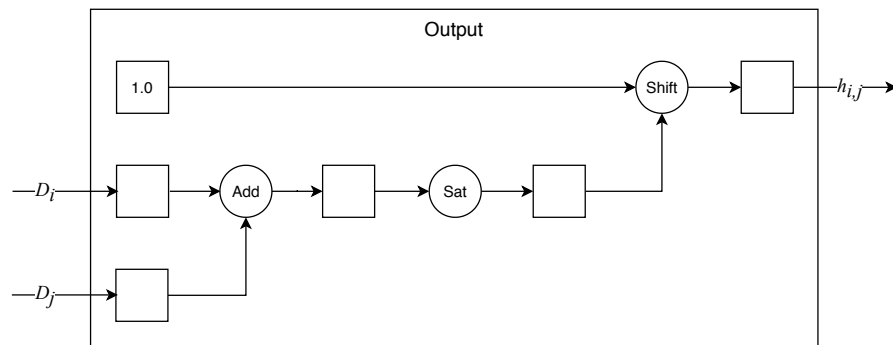 Output
1.0
Shift
h_{i,j}
D_i
Add
Sat
D_j